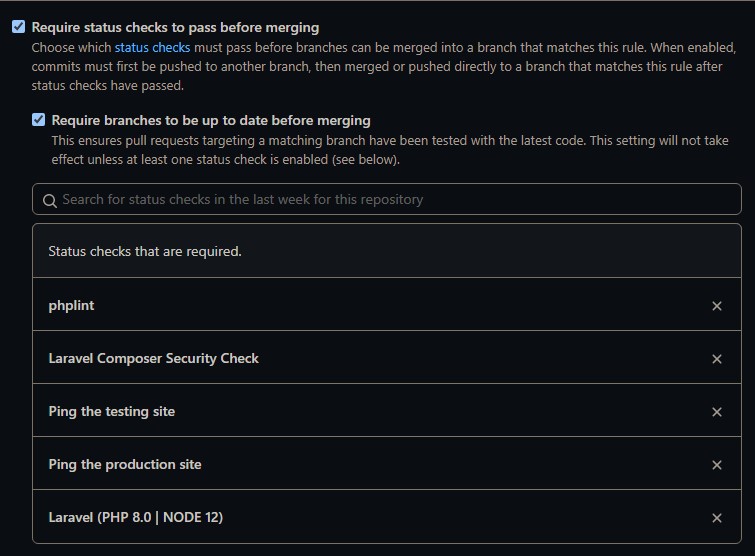 Require status checks to pass before merging
Choose which status checks must pass before branches can be merged into a branch that matches this rule. When enabled,
commits must first be pushed to another branch, then merged or pushed directly to a branch that matches this rule after
status checks have passed.
Require branches to be up to date before merging
This ensures pull requests targeting a matching branch have been tested with the latest code. This setting will not take
effect unless at least one status check is enabled (see below).
Search for status checks in the last week for this repository
Status checks that are required.
phplint
Laravel Composer Security Check
Ping the testing site
Ping the production site
Laravel (PHP 8.0 | NODE 12)